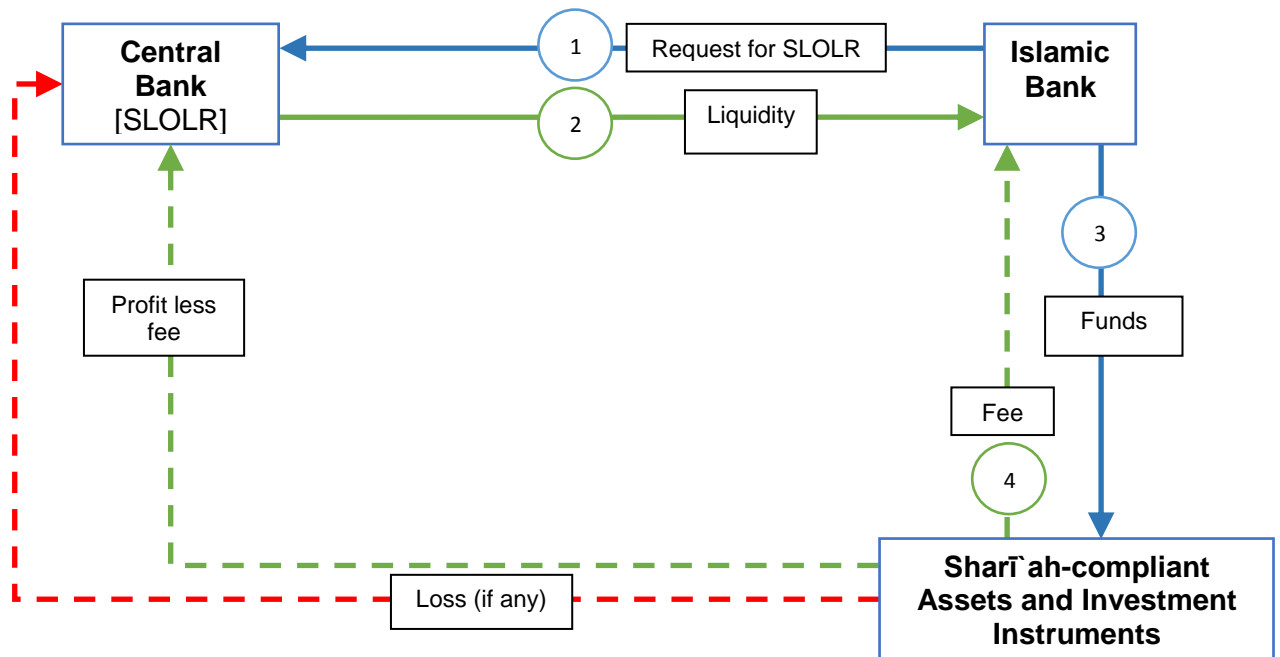 Central
Bank
[SLOLR]
1
Request for SLOLR
Islamic
Bank
2
Liquidity
3
Profit less
fee
Funds
Fee
4
Loss (if any)
Sharī`ah-compliant
Assets and Investment
Instruments